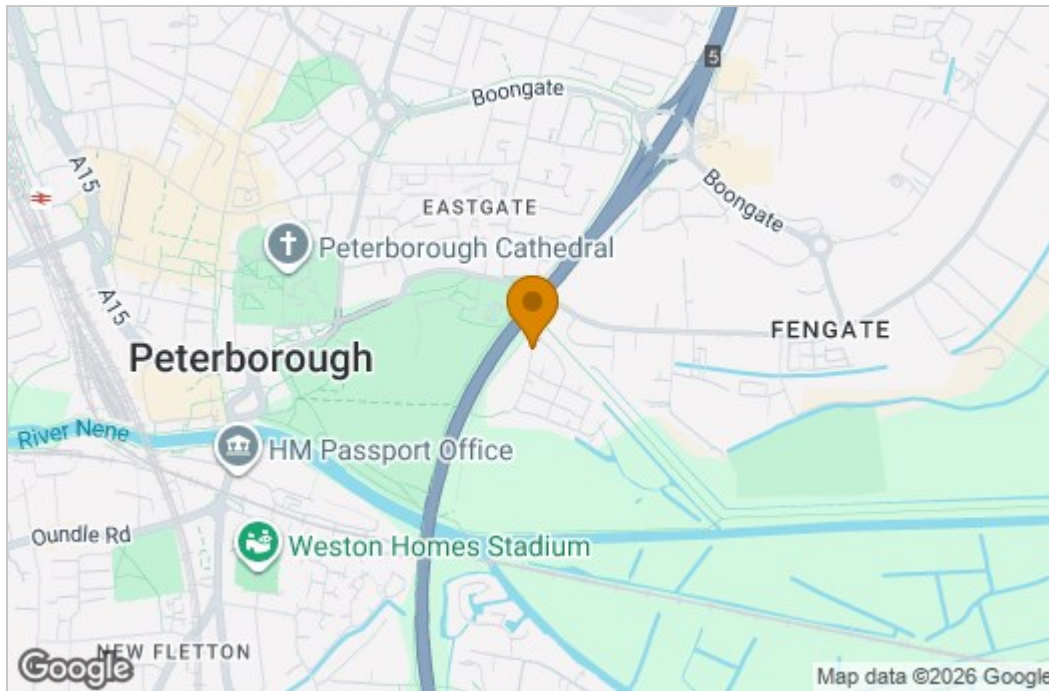 5
Boongate
A15
EASTGATE
Boongate
Peterborough Cathedral
A15
FENGATE
Peterborough
River Nene
HM Passport Office
Oundle Rd
Weston Homes Stadium
NEW FLETTON
Google
Map data ©2026 Google